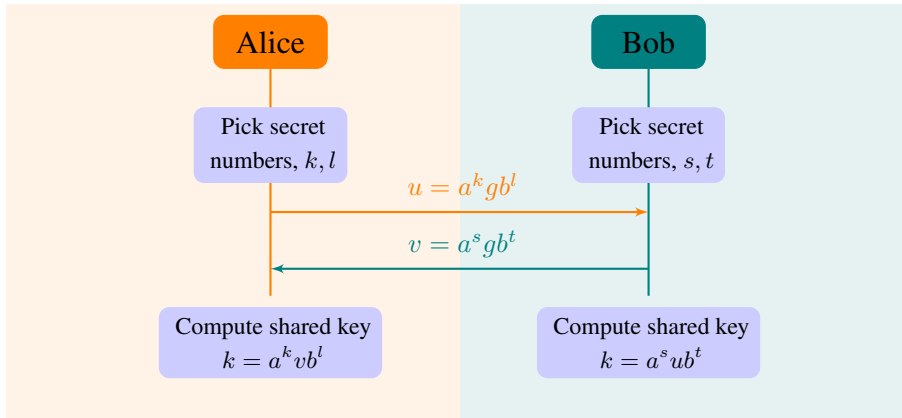 Alice
Bob
Pick secret
numbers, k, l
Pick secret
numbers, s, t
u = a^k g b^l
v = a^s g b^t
Compute shared key
k = a^k v b^l
Compute shared key
k = a^s u b^t